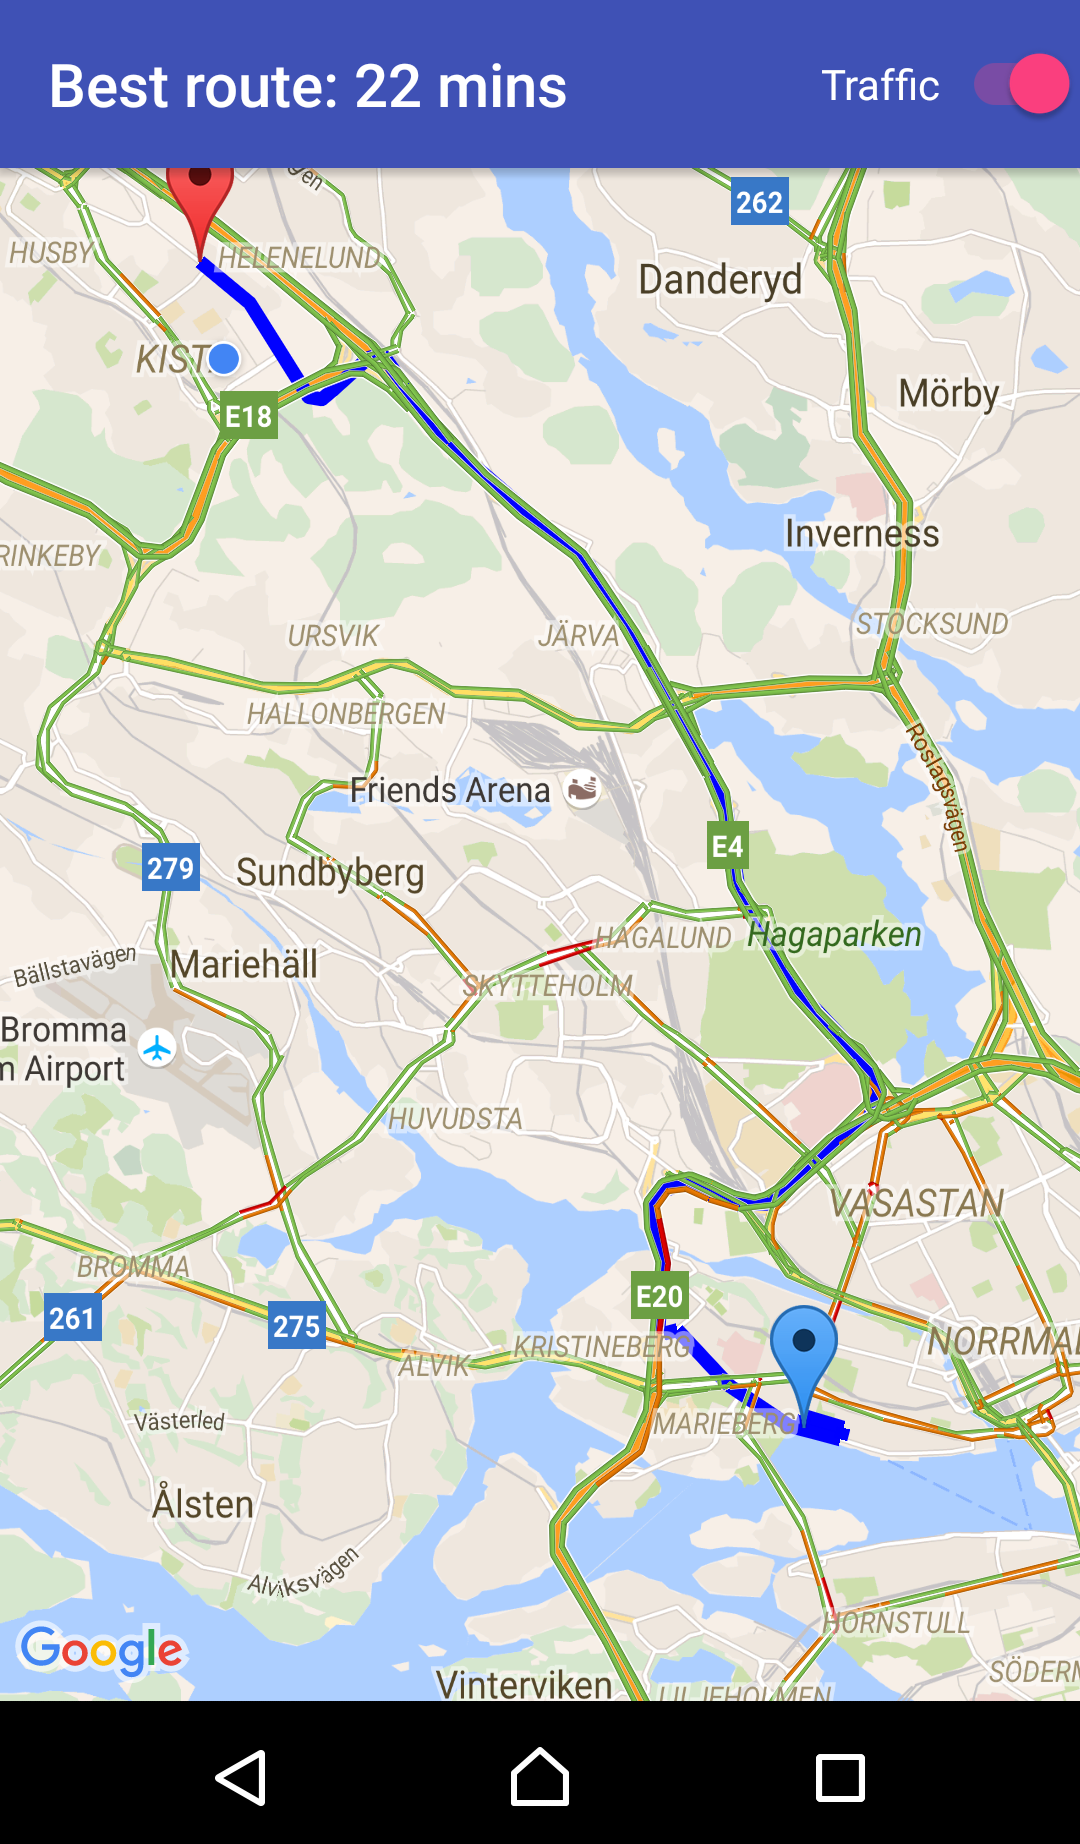 Best route: 22 mins
Traffic
262
HUSBY
HELENELUND
Danderyd
KIST
Mörby
E18
Inverness
RINKEBY
STOCKSUND
URSVIK
JÄRVA
HALLONBERGEN
Roslagsvägen
Friends Arena
E4
279
Sundbyberg
HAGALUND
Hagaparken
Bällstavägen
Mariehäll
SKYTTEHOLM
Bromma
m Airport
HUVUDSTA
VASASTAN
BROMMA
E20
261
275
KRISTINEBERG
NORRMAL
ALVIK
Västerled
MARIEBERG
Ålsten
Alviksvägen
HORNSTULL
Google
SÖDERM
Vinterviken
LILJEHOLMEN